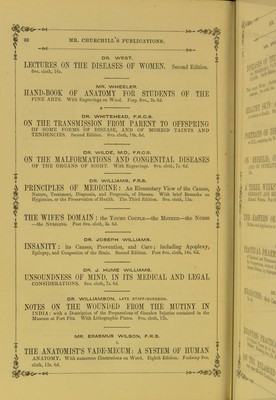 32 MR. CHURCHILL'S PUBLICATIONS.
DR. WEST.
LECTURES ON THE DISEASES OF WOMEN. Second Edition.
8vo. cloth, 16s.
MR. WHEELER.
HAND-BOOK OF ANATOMY FOR STUDENTS OF THE
FINE ARTS. With Engravings on Wood. Fcap. 8vo., 2s. 6d.
DR. WHITEHEAD, F.R.C.S.
ON THE TRANSMISSION FROM PARENT TO OFFSPRING
OF SOME FORMS OF DISEASE, AND OF MORBID TAINTS AND
TENDENCIES. Second Edition. 8vo. cloth, 10s. 6d.
DR. WILDE, M.D., F.R.C.S.
ON THE MALFORMATIONS AND CONGENITAL DISEASES
OF THE ORGANS OF SIGHT. With Engravings. 8vo. cloth, 7s. 6d.
DR. WILLIAMS, F.R.S.
PRINCIPLES OF MEDICINE: An Elementary View of the Causes,
Nature, Treatment, Diagnosis, and Prognosis, of Disease. With brief Remarks on
Hygienics, or the Preservation of Health. The Third Edition. 8vo. cloth, 15s.
THE WIFE'S DOMAIN: the Young Couple—the Mother—the Nurse
—the Nursling. Post 8vo. cloth, 3s. 6d.
DR. JOSEPH WILLIAMS.
INSANITY: its Causes, Prevention, and Cure; including Apoplexy,
Epilepsy, and Congestion of the Brain. Second Edition. Post 8vo. cloth, 10s. 6d.
DR. J. HUME WILLIAMS.
UNSOUNDNESS OF MIND, IN ITS MEDICAL AND LEGAL
CONSIDERATIONS. 8vo. cloth, 7s. 6d.
DR. WILLIAMSON, LATE STAFF-SURGEON.
NOTES ON THE WOUNDED FROM THE MUTINY IN
INDIA: with a Description of the Preparations of Gunshot Injuries contained in the
Museum at Fort Pitt. With Lithographic Plates. 8vo. cloth, 12s.
MR. ERASMUS WILSON, F.R.S.
THE ANATOMIST'S VADE-MECUM: A SYSTEM OF HUMAN
ANATOMY. With numerous Illustrations on Wood. Eighth Edition. Foolscap 8vo.
cloth, 12s. 6d.